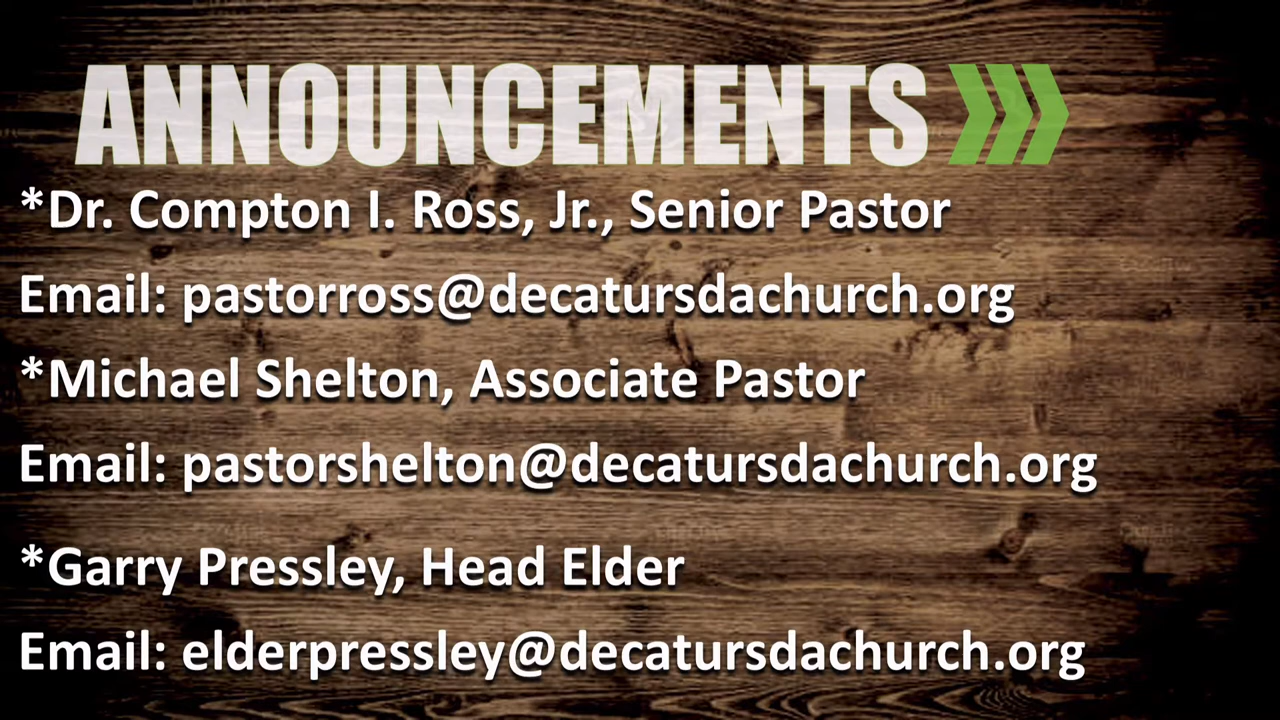 ANNOUNCEMENTS
*Dr. Compton I. Ross, Jr., Senior Pastor
Email: pastorross@decatursdachurch.org
*Michael Shelton, Associate Pastor
Email: pastorshelton@decatursdachurch.org
*Garry Pressley, Head Elder
Email: elderpressley@decatursdachurch.org